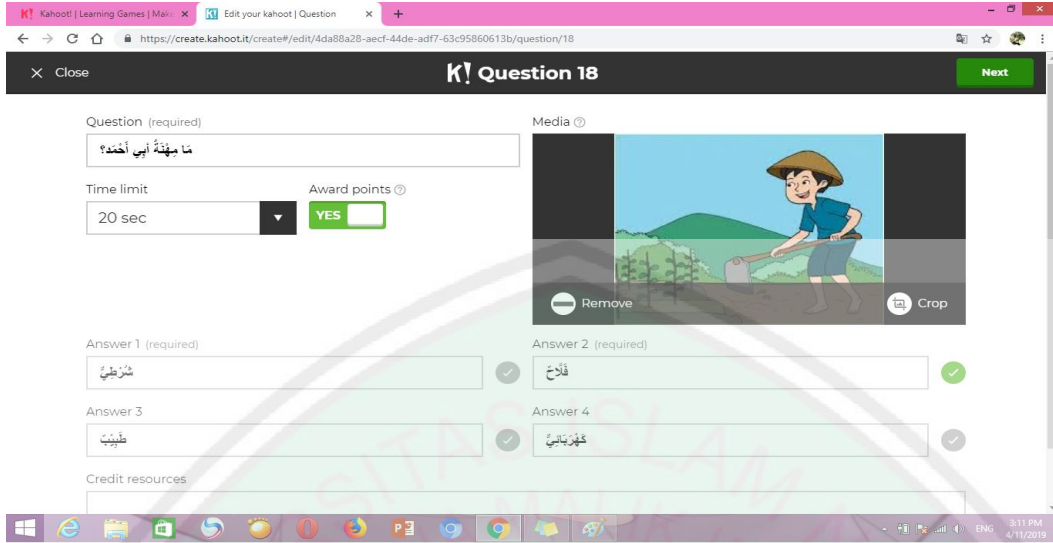 Kahoot! | Learning Games | Make
Edit your kahoot | Question
https://create.kahoot.it/create#/edit/4da88a28-aecf-44de-adf7-63c95860613b/question/18
Close
K! Question 18
Next
Question (required)
مَا مِهْنَةُ أَبِي أَحْمَد؟
Media
Time limit
Award points
20 sec
YES
Remove
Crop
Answer 1 (required)
شُرْطِيٌّ
Answer 2 (required)
فَلَّاحٌ
Answer 3
طَبِيْبٌ
Answer 4
كَهْرَبَائِيٌّ
Credit resources
SITAS ISLAM
ENG
3:11 PM
4/11/2019